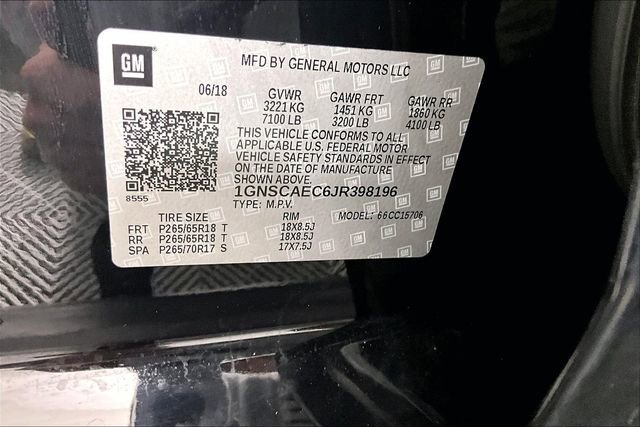 GM
MFD BY GENERAL MOTORS LLC
06/18
GVWR GAWR FRT GAWR RR
3221 KG 1451 KG 1860 KG
7100 LB 3200 LB 4100 LB
THIS VEHICLE CONFORMS TO ALL
APPLICABLE U.S. FEDERAL MOTOR
VEHICLE SAFETY STANDARDS IN EFFECT
ON THE DATE OF MANUFACTURE
SHOWN ABOVE.
8555
1GNSCAEC6JR398196
TYPE: M.P.V.
TIRE SIZE RIM MODEL: 66CC15706
FRT P265/65R18 T 18X8.5J
RR P265/65R18 T 18X8.5J
SPA P265/70R17 S 17X7.5J